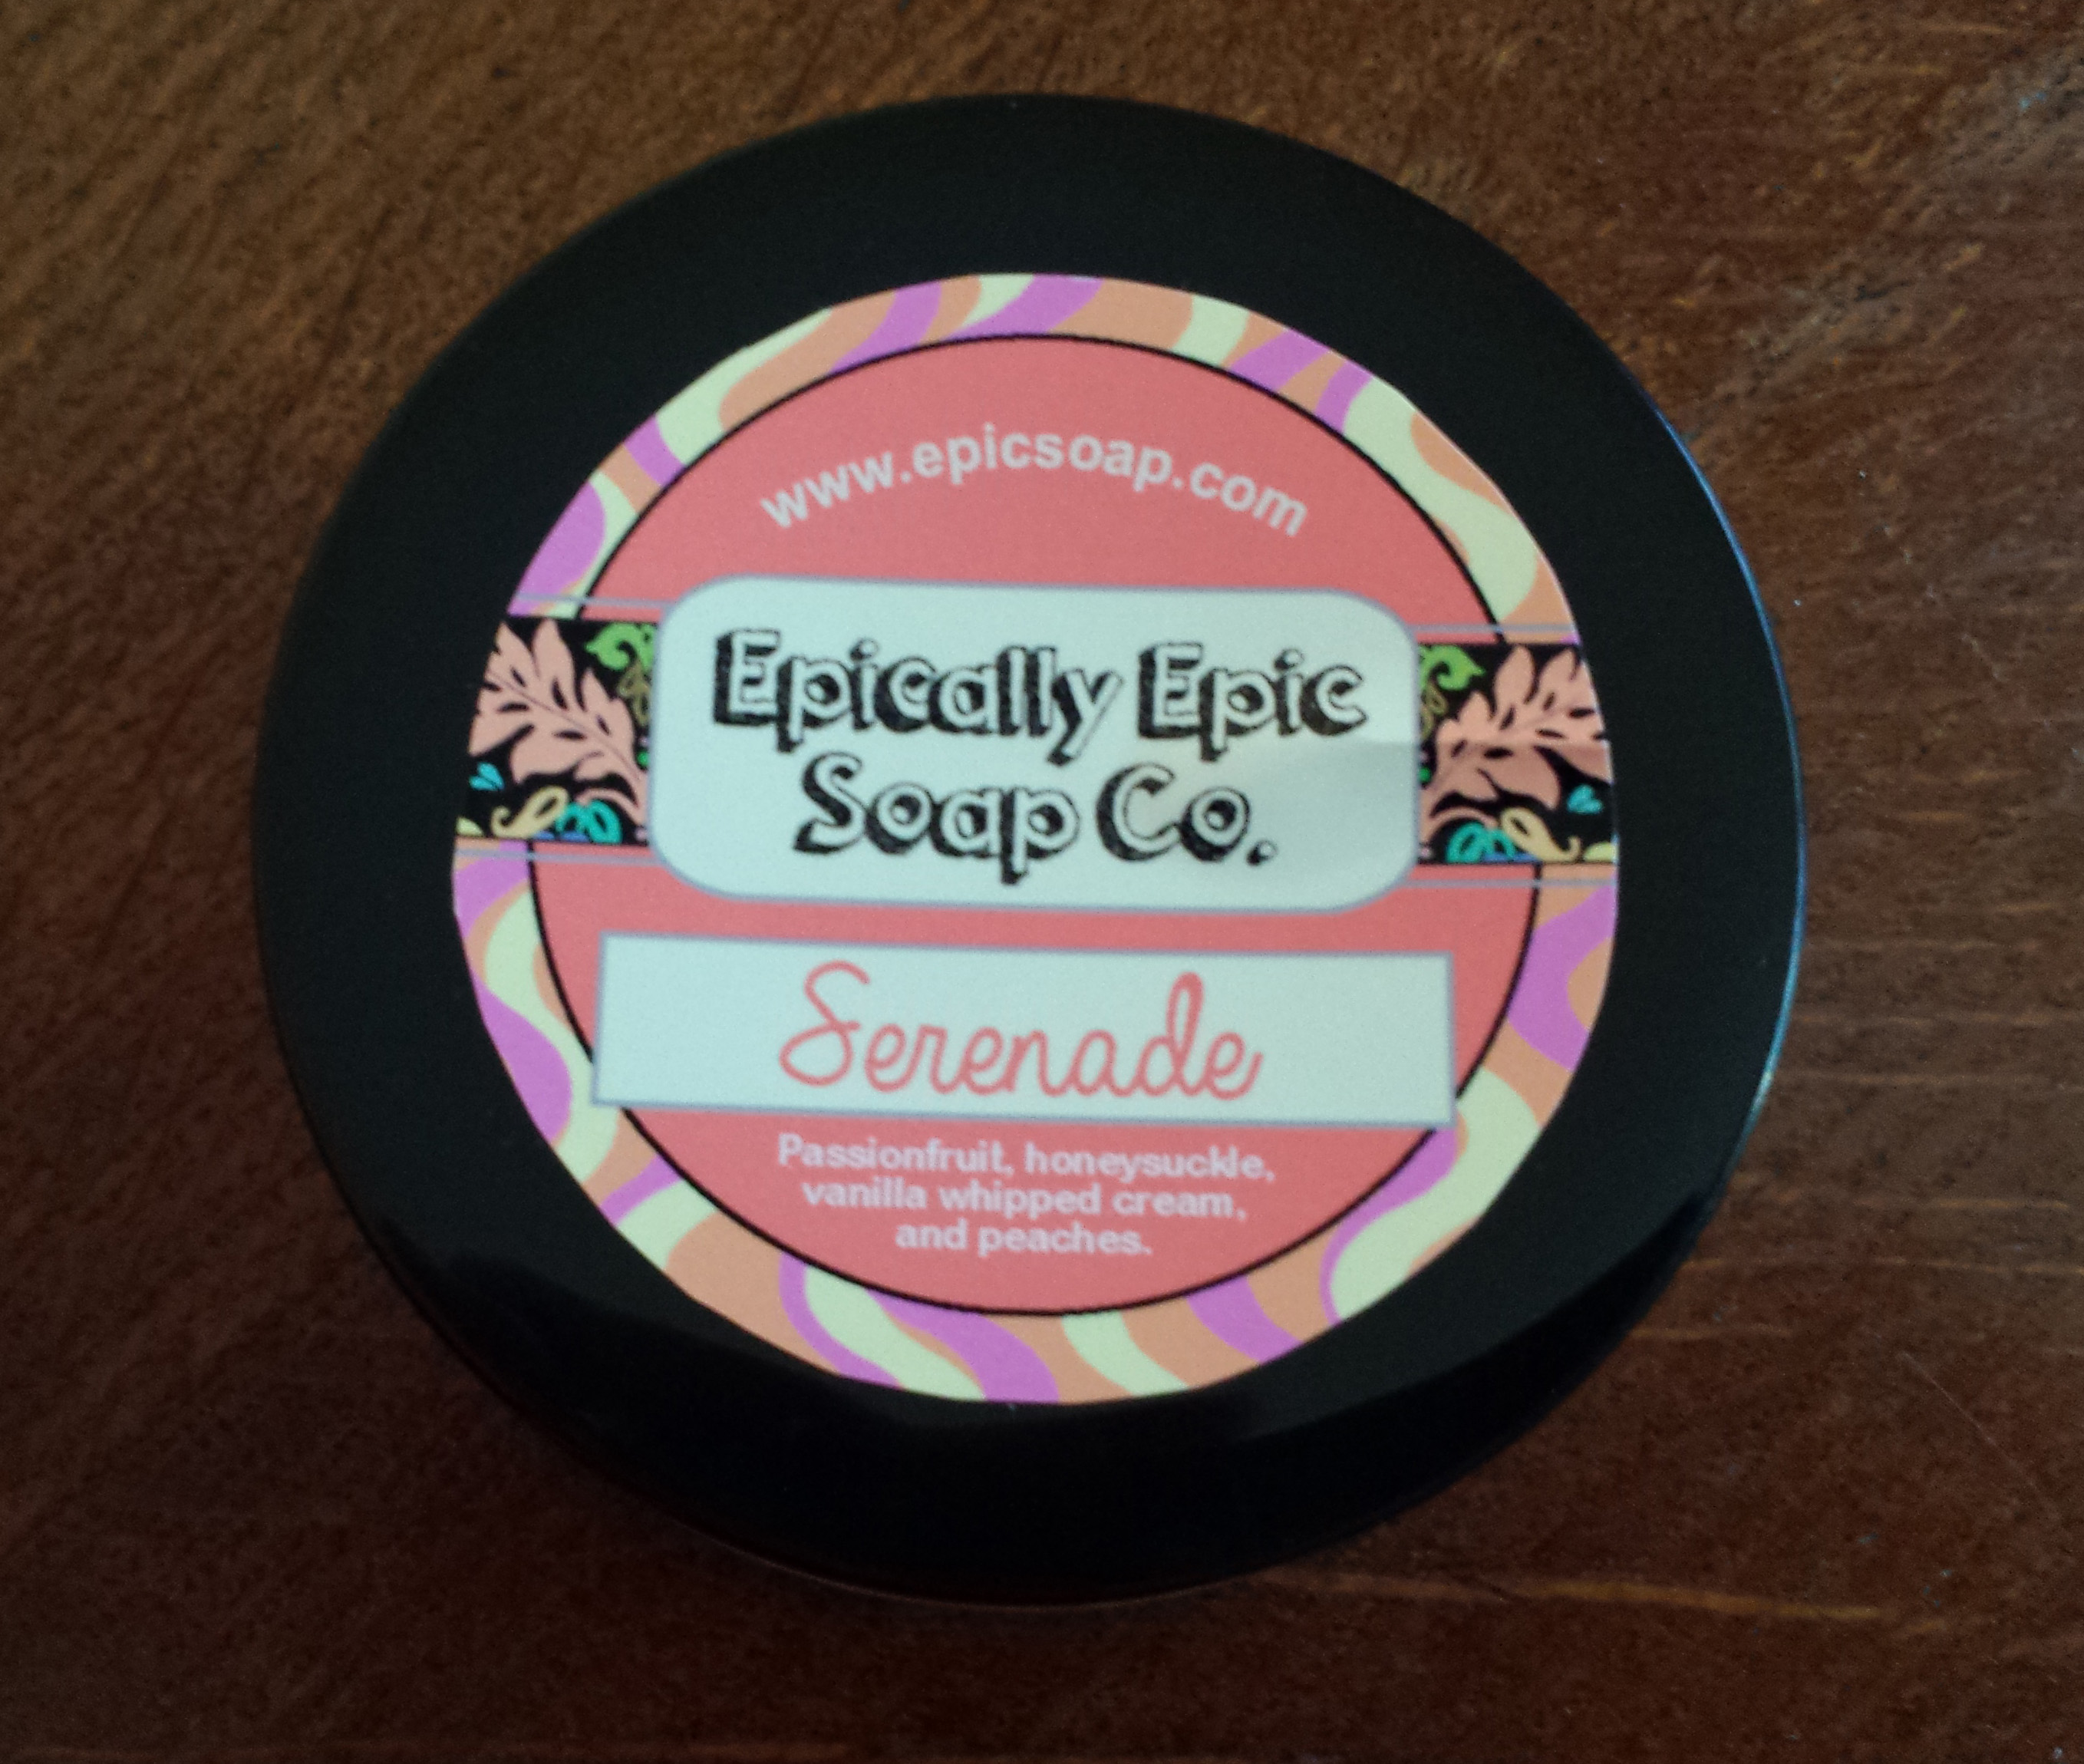 www.epicsoap.com
Epically Epic
Soap Co.
Serenade
Passionfruit, honeysuckle,
vanilla whipped cream,
and peaches.